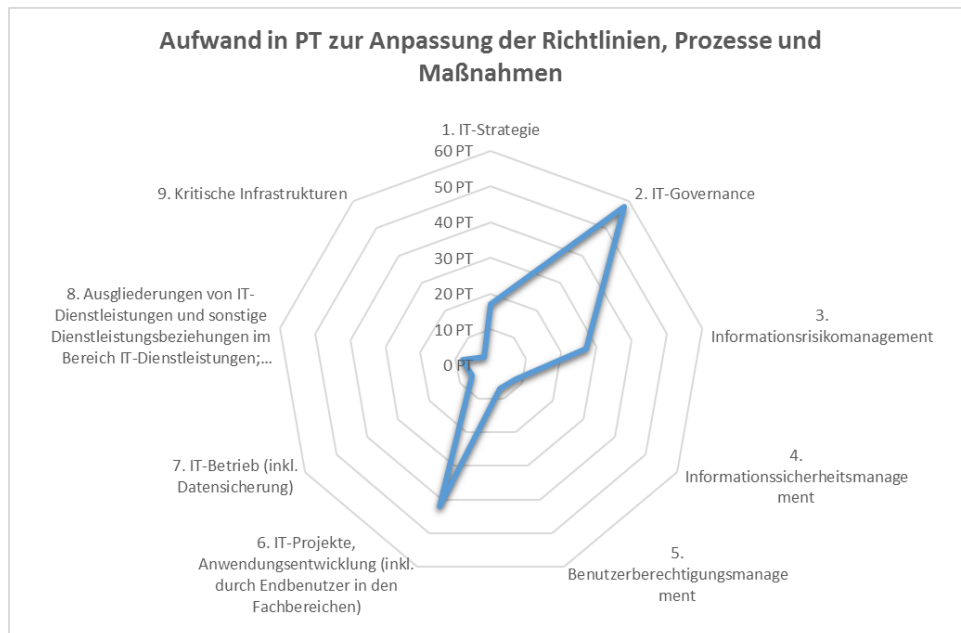 Aufwand in PT zur Anpassung der Richtlinien, Prozesse und
Maßnahmen
1. IT-Strategie
60 PT
50 PT
40 PT
30 PT
20 PT
10 PT
0 PT
2. IT-Governance
3.
Informationsrisikomanagement
4.
Informationssicherheitsmanage
ment
5.
Benutzerberechtigungsmanage
ment
6. IT-Projekte,
Anwendungsentwicklung (inkl.
durch Endbenutzer in den
Fachbereichen)
7. IT-Betrieb (inkl.
Datensicherung)
8. Ausgliederungen von IT-
Dienstleistungen und sonstige
Dienstleistungsbeziehungen im
Bereich IT-Dienstleistungen;...
9. Kritische Infrastrukturen